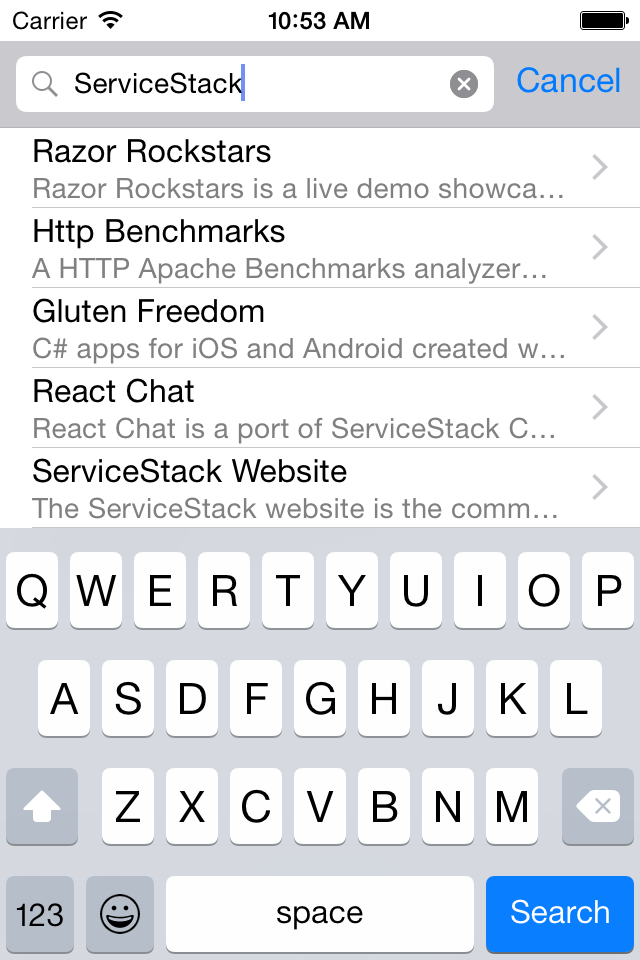 Carrier 10:53 AM
ServiceStack Cancel
Razor Rockstars
Razor Rockstars is a live demo showca…
Http Benchmarks
A HTTP Apache Benchmarks analyzer…
Gluten Freedom
C# apps for iOS and Android created w…
React Chat
React Chat is a port of ServiceStack C…
ServiceStack Website
The ServiceStack website is the comm…
Q W E R T Y U I O P
A S D F G H J K L
Z X C V B N M
123 space Search